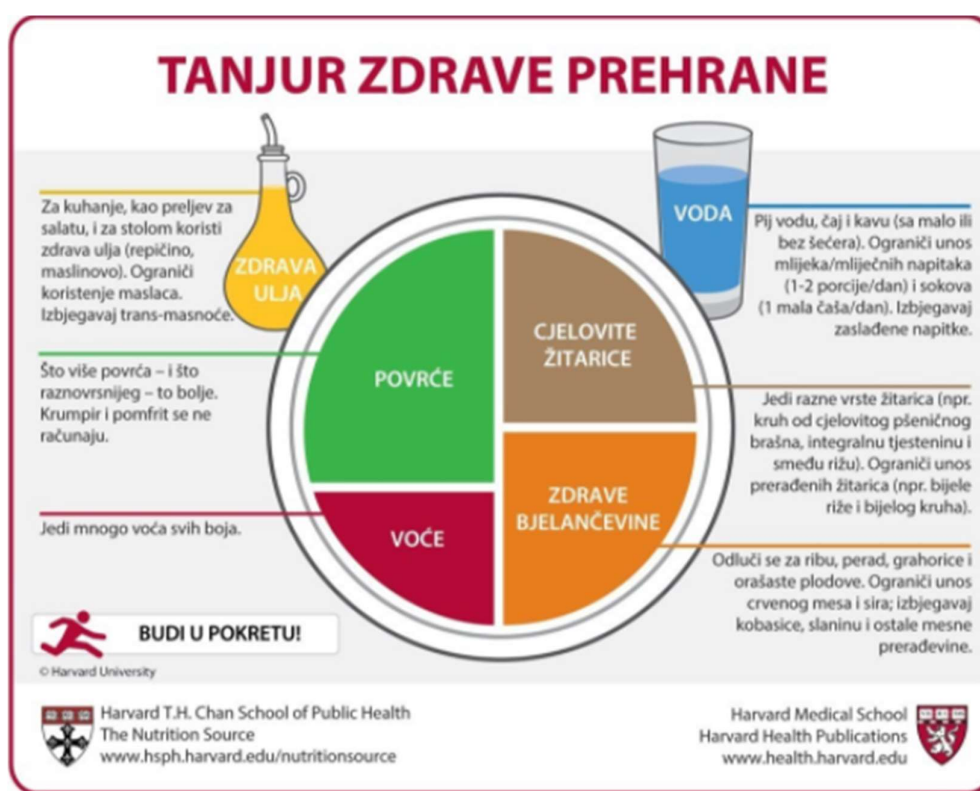 TANJUR ZDRAVE PREHRANE
Za kuhanje, kao preljev za
salatu, i za stolom koristi
zdrava ulja (repičino,
maslinovo). Ograniči
koristenje maslaca.
Izbjegavaj trans-masnoće.
ZDRAVA
ULJA
VODA
Pij vodu, čaj i kavu (sa malo ili
bez šećera). Ograniči unos
mlijeka/mliječnih napitaka
(1-2 porcije/dan) i sokova
(1 mala čaša/dan). Izbjegavaj
zaslađene napitke.
Što više povrća – i što
raznovrsnijeg – to bolje.
Krumpir i pomfrit se ne
računaju.
POVRĆE
CJELOVITE
ŽITARICE
Jedi razne vrste žitarica (npr.
kruh od cjelovitog pšeničnog
brašna, integralnu tjesteninu i
smeđu rižu). Ograniči unos
prerađenih žitarica (npr. bijele
riže i bijelog kruha).
Jedi mnogo voća svih boja.
VOĆE
ZDRAVE
BJELANČEVINE
Odluči se za ribu, perad, grahorice i
orašaste plodove. Ograniči unos
crvenog mesa i sira; izbjegavaj
kobasice, slaninu i ostale mesne
prerađevine.
BUDI U POKRETU!
© Harvard University
Harvard T.H. Chan School of Public Health
The Nutrition Source
www.hsph.harvard.edu/nutritionsource
Harvard Medical School
Harvard Health Publications
www.health.harvard.edu